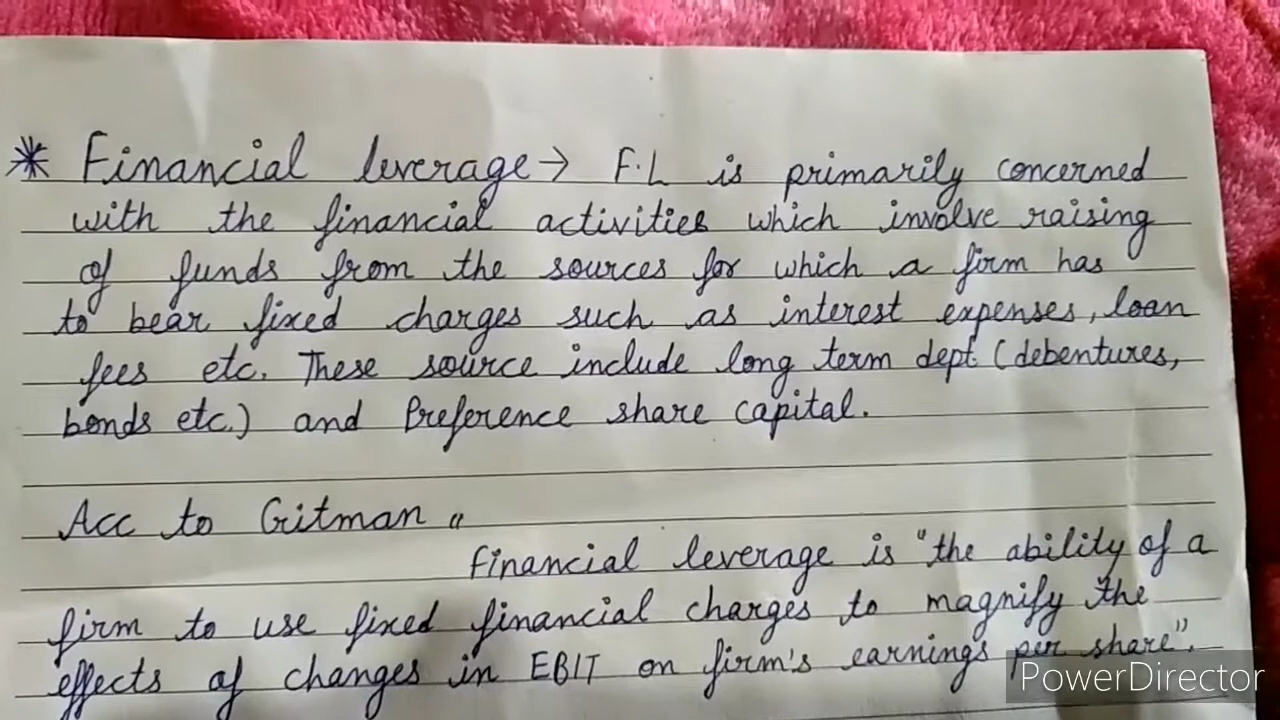 * Financial leverage → F.L is primarily concerned
with the financial activities which involve raising
of funds from the sources for which a firm has
to bear fixed charges such as interest expenses, loan
fees etc. These source include long term dept (debentures,
bonds etc.) and Preference share capital.
Acc to Gitman "
Financial leverage is "the ability of a
firm to use fixed financial charges to magnify the
effects of changes in EBIT on firm's earnings per share".
PowerDirector